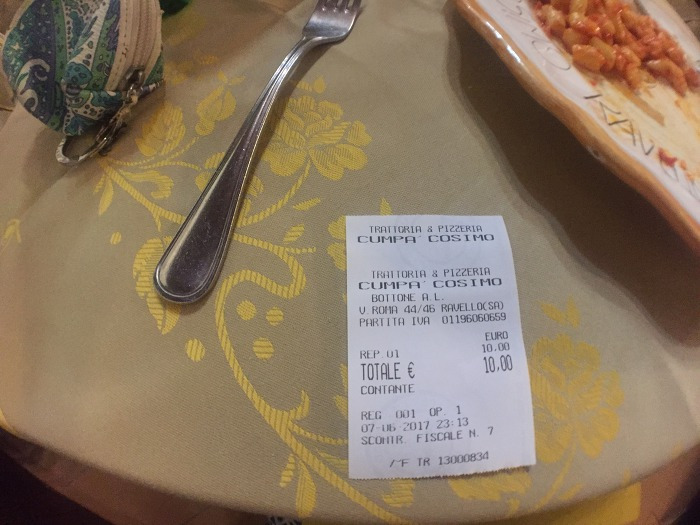 TRATTORIA & PIZZERIA
CUMPA' COSIMO
TRATTORIA & PIZZERIA
CUMPA' COSIMO
BOTTONE A.L.
V ROMA 44/46 RAVELLO(SA)
PARTITA IVA 01196060659
EURO
REP.01 10,00
TOTALE € 10,00
CONTANTE
REG 001 OP. 1
07-06-2017 23:13
SCONTR. FISCALE N. 7
MF TR 13000834